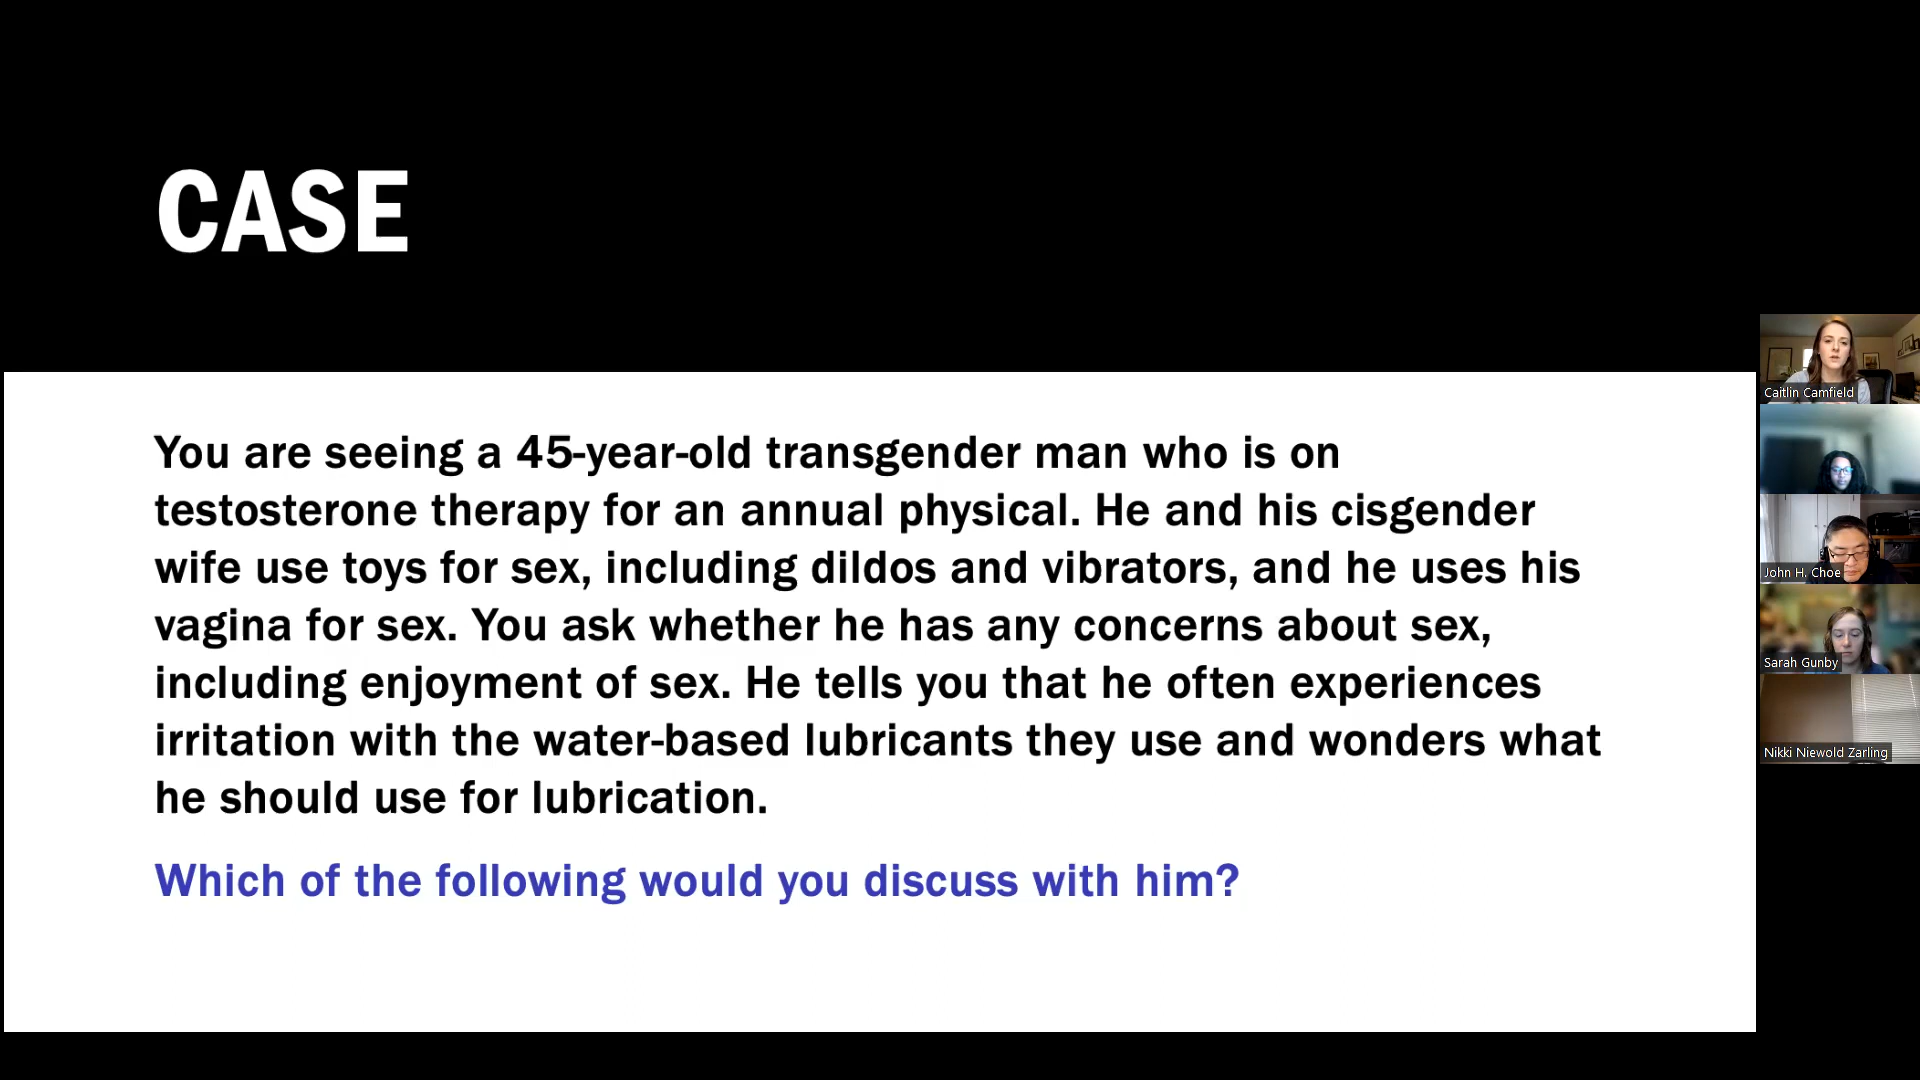 CASE
You are seeing a 45-year-old transgender man who is on
testosterone therapy for an annual physical. He and his cisgender
wife use toys for sex, including dildos and vibrators, and he uses his
vagina for sex. You ask whether he has any concerns about sex,
including enjoyment of sex. He tells you that he often experiences
irritation with the water-based lubricants they use and wonders what
he should use for lubrication.
Which of the following would you discuss with him?
Caitlin Camfield
John H. Choe
Sarah Gunby
Nikki Niewold Zarling